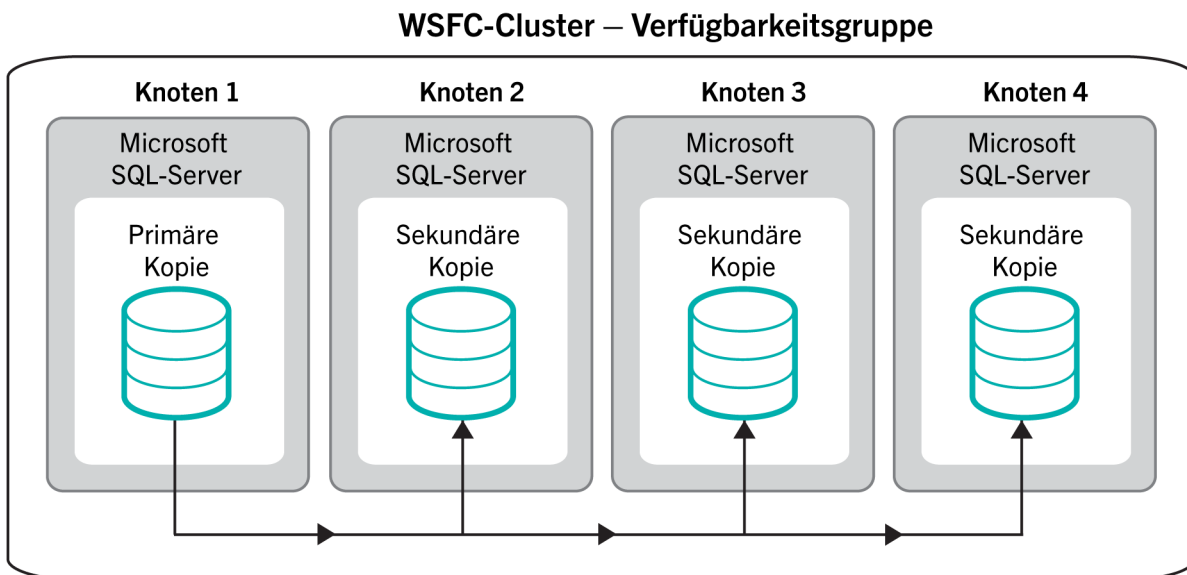 WSFC-Cluster – Verfügbarkeitsgruppe
Knoten 1
Microsoft
SQL-Server
Primäre
Kopie
Knoten 2
Microsoft
SQL-Server
Sekundäre
Kopie
Knoten 3
Microsoft
SQL-Server
Sekundäre
Kopie
Knoten 4
Microsoft
SQL-Server
Sekundäre
Kopie